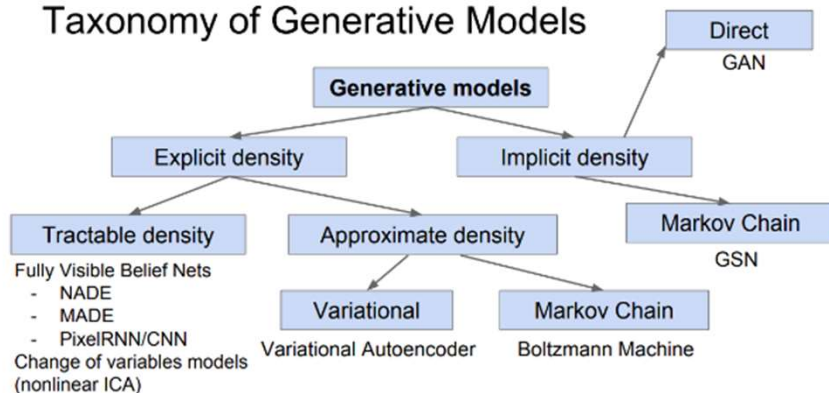 Taxonomy of Generative Models
Direct
GAN
Generative models
Explicit density
Implicit density
Tractable density
Approximate density
Markov Chain
GSN
Fully Visible Belief Nets
- NADE
- MADE
- PixelRNN/CNN
Change of variables models
(nonlinear ICA)
Variational
Variational Autoencoder
Markov Chain
Boltzmann Machine